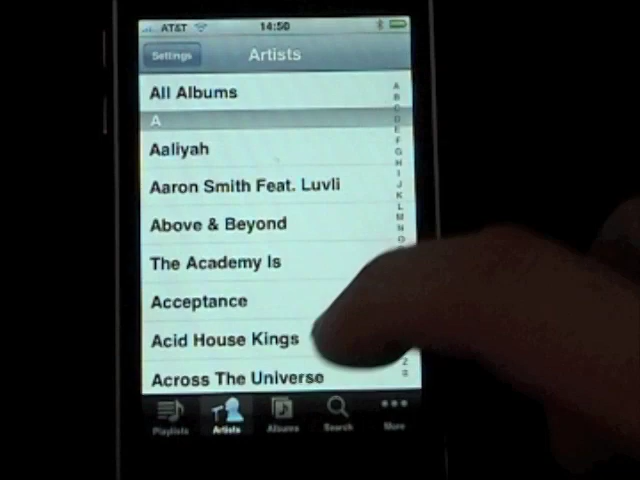 AT&T 14:50
Settings Artists
All Albums
A
Aaliyah
Aaron Smith Feat. Luvli
Above & Beyond
The Academy Is
Acceptance
Acid House Kings
Across The Universe
A
B
C
D
E
F
G
H
I
J
K
L
M
N
O
Z
#
Playlists Artists Albums Search More